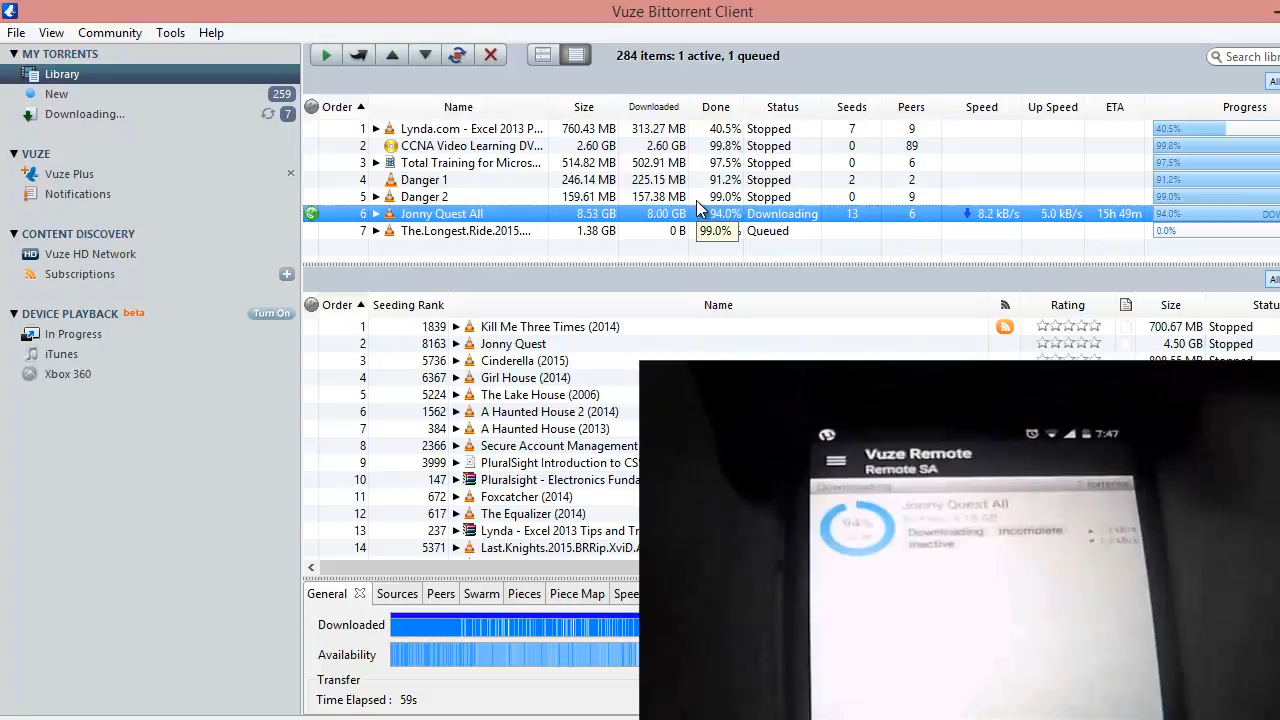 Vuze Bittorrent Client
File View Community Tools Help
MY TORRENTS
Library
New 259
Downloading... 7
VUZE
Vuze Plus
Notifications
CONTENT DISCOVERY
HD Vuze HD Network
Subscriptions
DEVICE PLAYBACK beta Turn On
In Progress
iTunes
Xbox 360
284 items: 1 active, 1 queued
Search libr
All
Order Name Size Downloaded Done Status Seeds Peers Speed Up Speed ETA Progress
1 Lynda.com - Excel 2013 P... 760.43 MB 313.27 MB 40.5% Stopped 7 9 40.5%
2 CCNA Video Learning DV... 2.60 GB 2.60 GB 99.8% Stopped 0 89 99.8%
3 Total Training for Micros... 514.82 MB 502.91 MB 97.5% Stopped 0 9 97.5%
4 Danger 1 246.14 MB 225.15 MB 91.2% Stopped 2 2 91.2%
5 Danger 2 159.61 MB 157.38 MB 99.0% Stopped 0 9 99.0%
6 Jonny Quest All 8.53 GB 8.00 GB 94.0% Downloading 13 6 8.2 kB/s 5.0 kB/s 15h 49m 94.0% DO
7 The.Longest.Ride.2015.... 1.38 GB 0 B 99.0% Queued 0.0%
All
Order Seeding Rank Name Rating Size Statu
1 1839 Kill Me Three Times (2014) 700.67 MB Stopped
2 8163 Jonny Quest 4.50 GB Stopped
3 5736 Cinderella (2015) Stopped
4 6367 Girl House (2014)
5 5224 The Lake House (2006)
6 1562 A Haunted House 2 (2014)
7 384 A Haunted House (2013)
8 2366 Secure Account Management
9 3999 PluralSight Introduction to CS
10 147 Pluralsight - Electronics Funda
11 672 Foxcatcher (2014)
12 617 The Equalizer (2014)
13 237 Lynda - Excel 2013 Tips and Tr
14 5371 Last.Knights.2015.BRRip.XviD.
General Sources Peers Swarm Pieces Piece Map Spee
Downloaded
Availability
Transfer
Time Elapsed : 59s
7:47
Vuze Remote
Remote SA
Downloading
Jonny Quest All
94%
Downloading Incomplete
Inactive